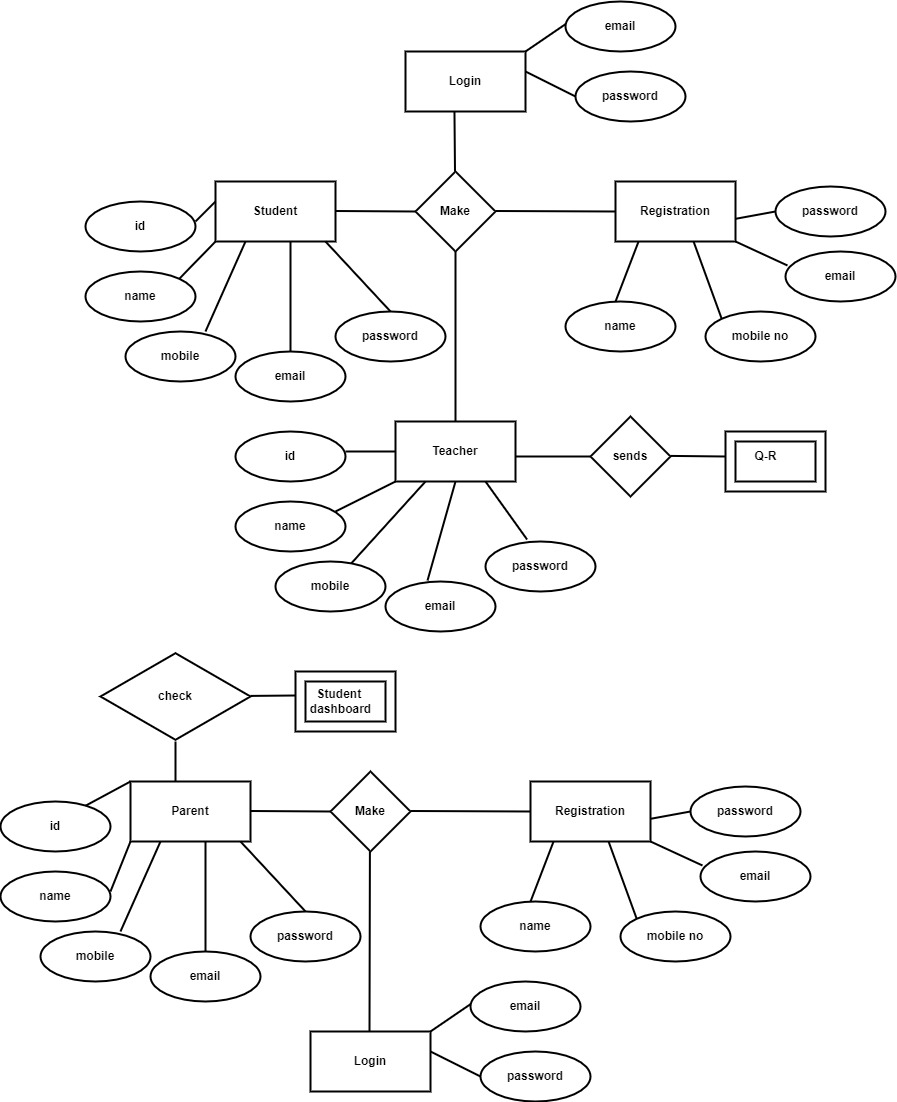 email
Login
password
id
Student
Make
Registration
password
name
email
mobile
email
password
name
mobile no
id
Teacher
sends
Q-R
name
mobile
email
password
check
Student
dashboard
id
Parent
Make
Registration
password
name
email
mobile
email
password
name
mobile no
email
Login
password